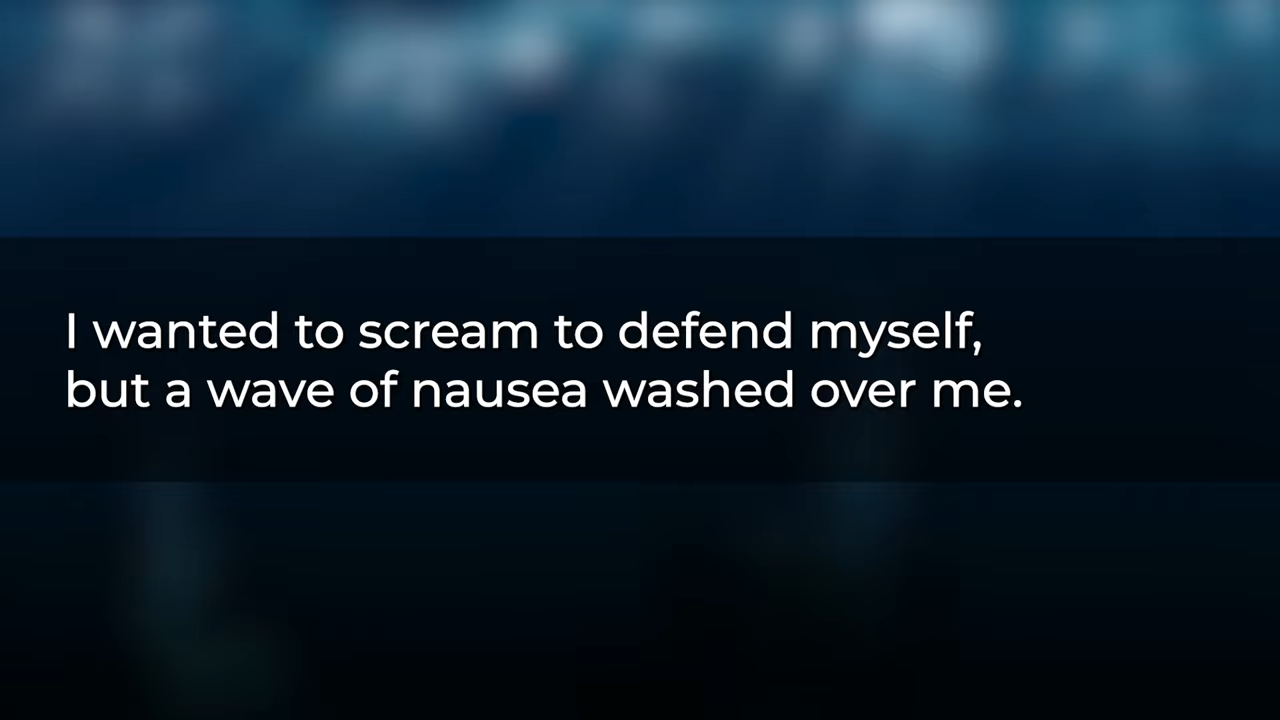 I wanted to scream to defend myself,
but a wave of nausea washed over me.